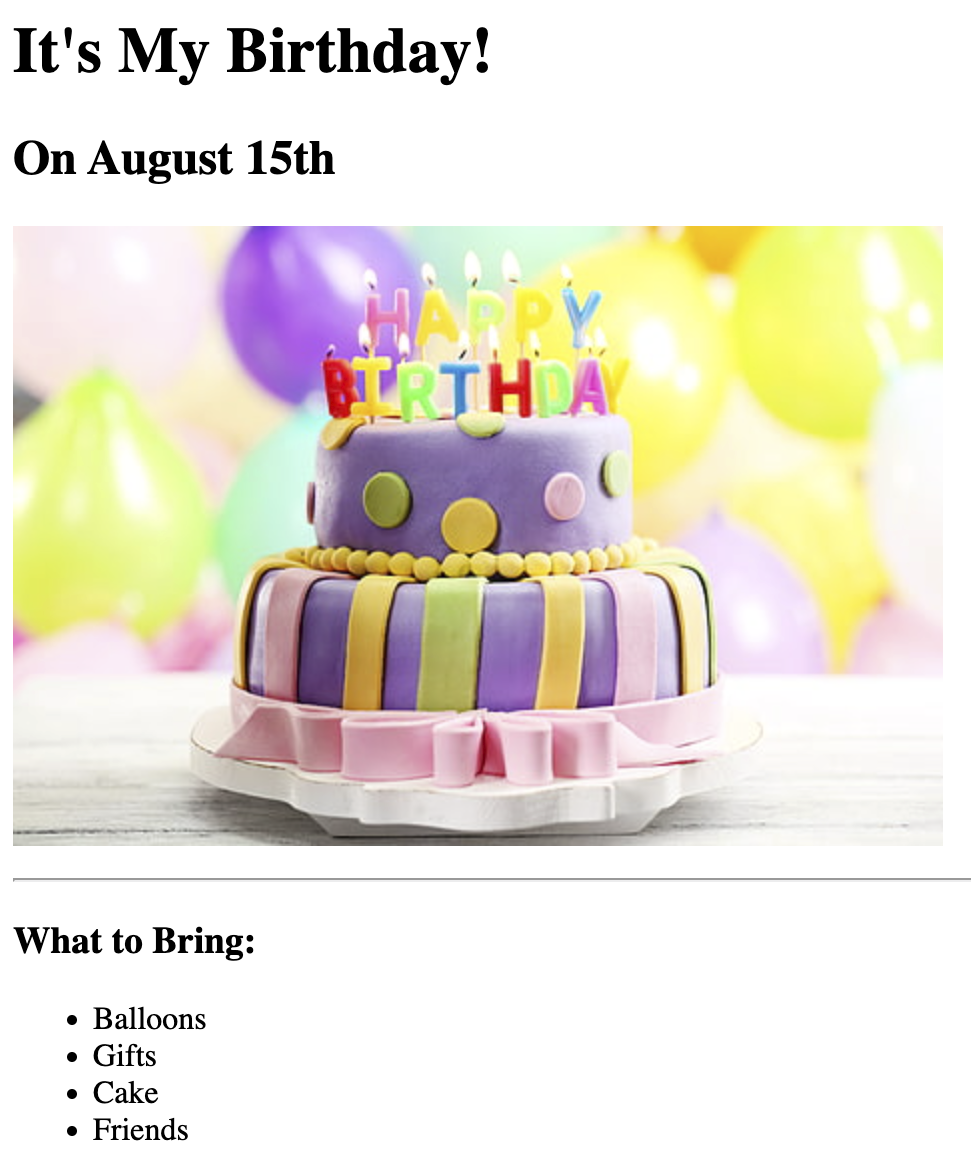 It's My Birthday!
On August 15th
HAPPY
BIRTHDAY
What to Bring:
Balloons
Gifts
Cake
Friends